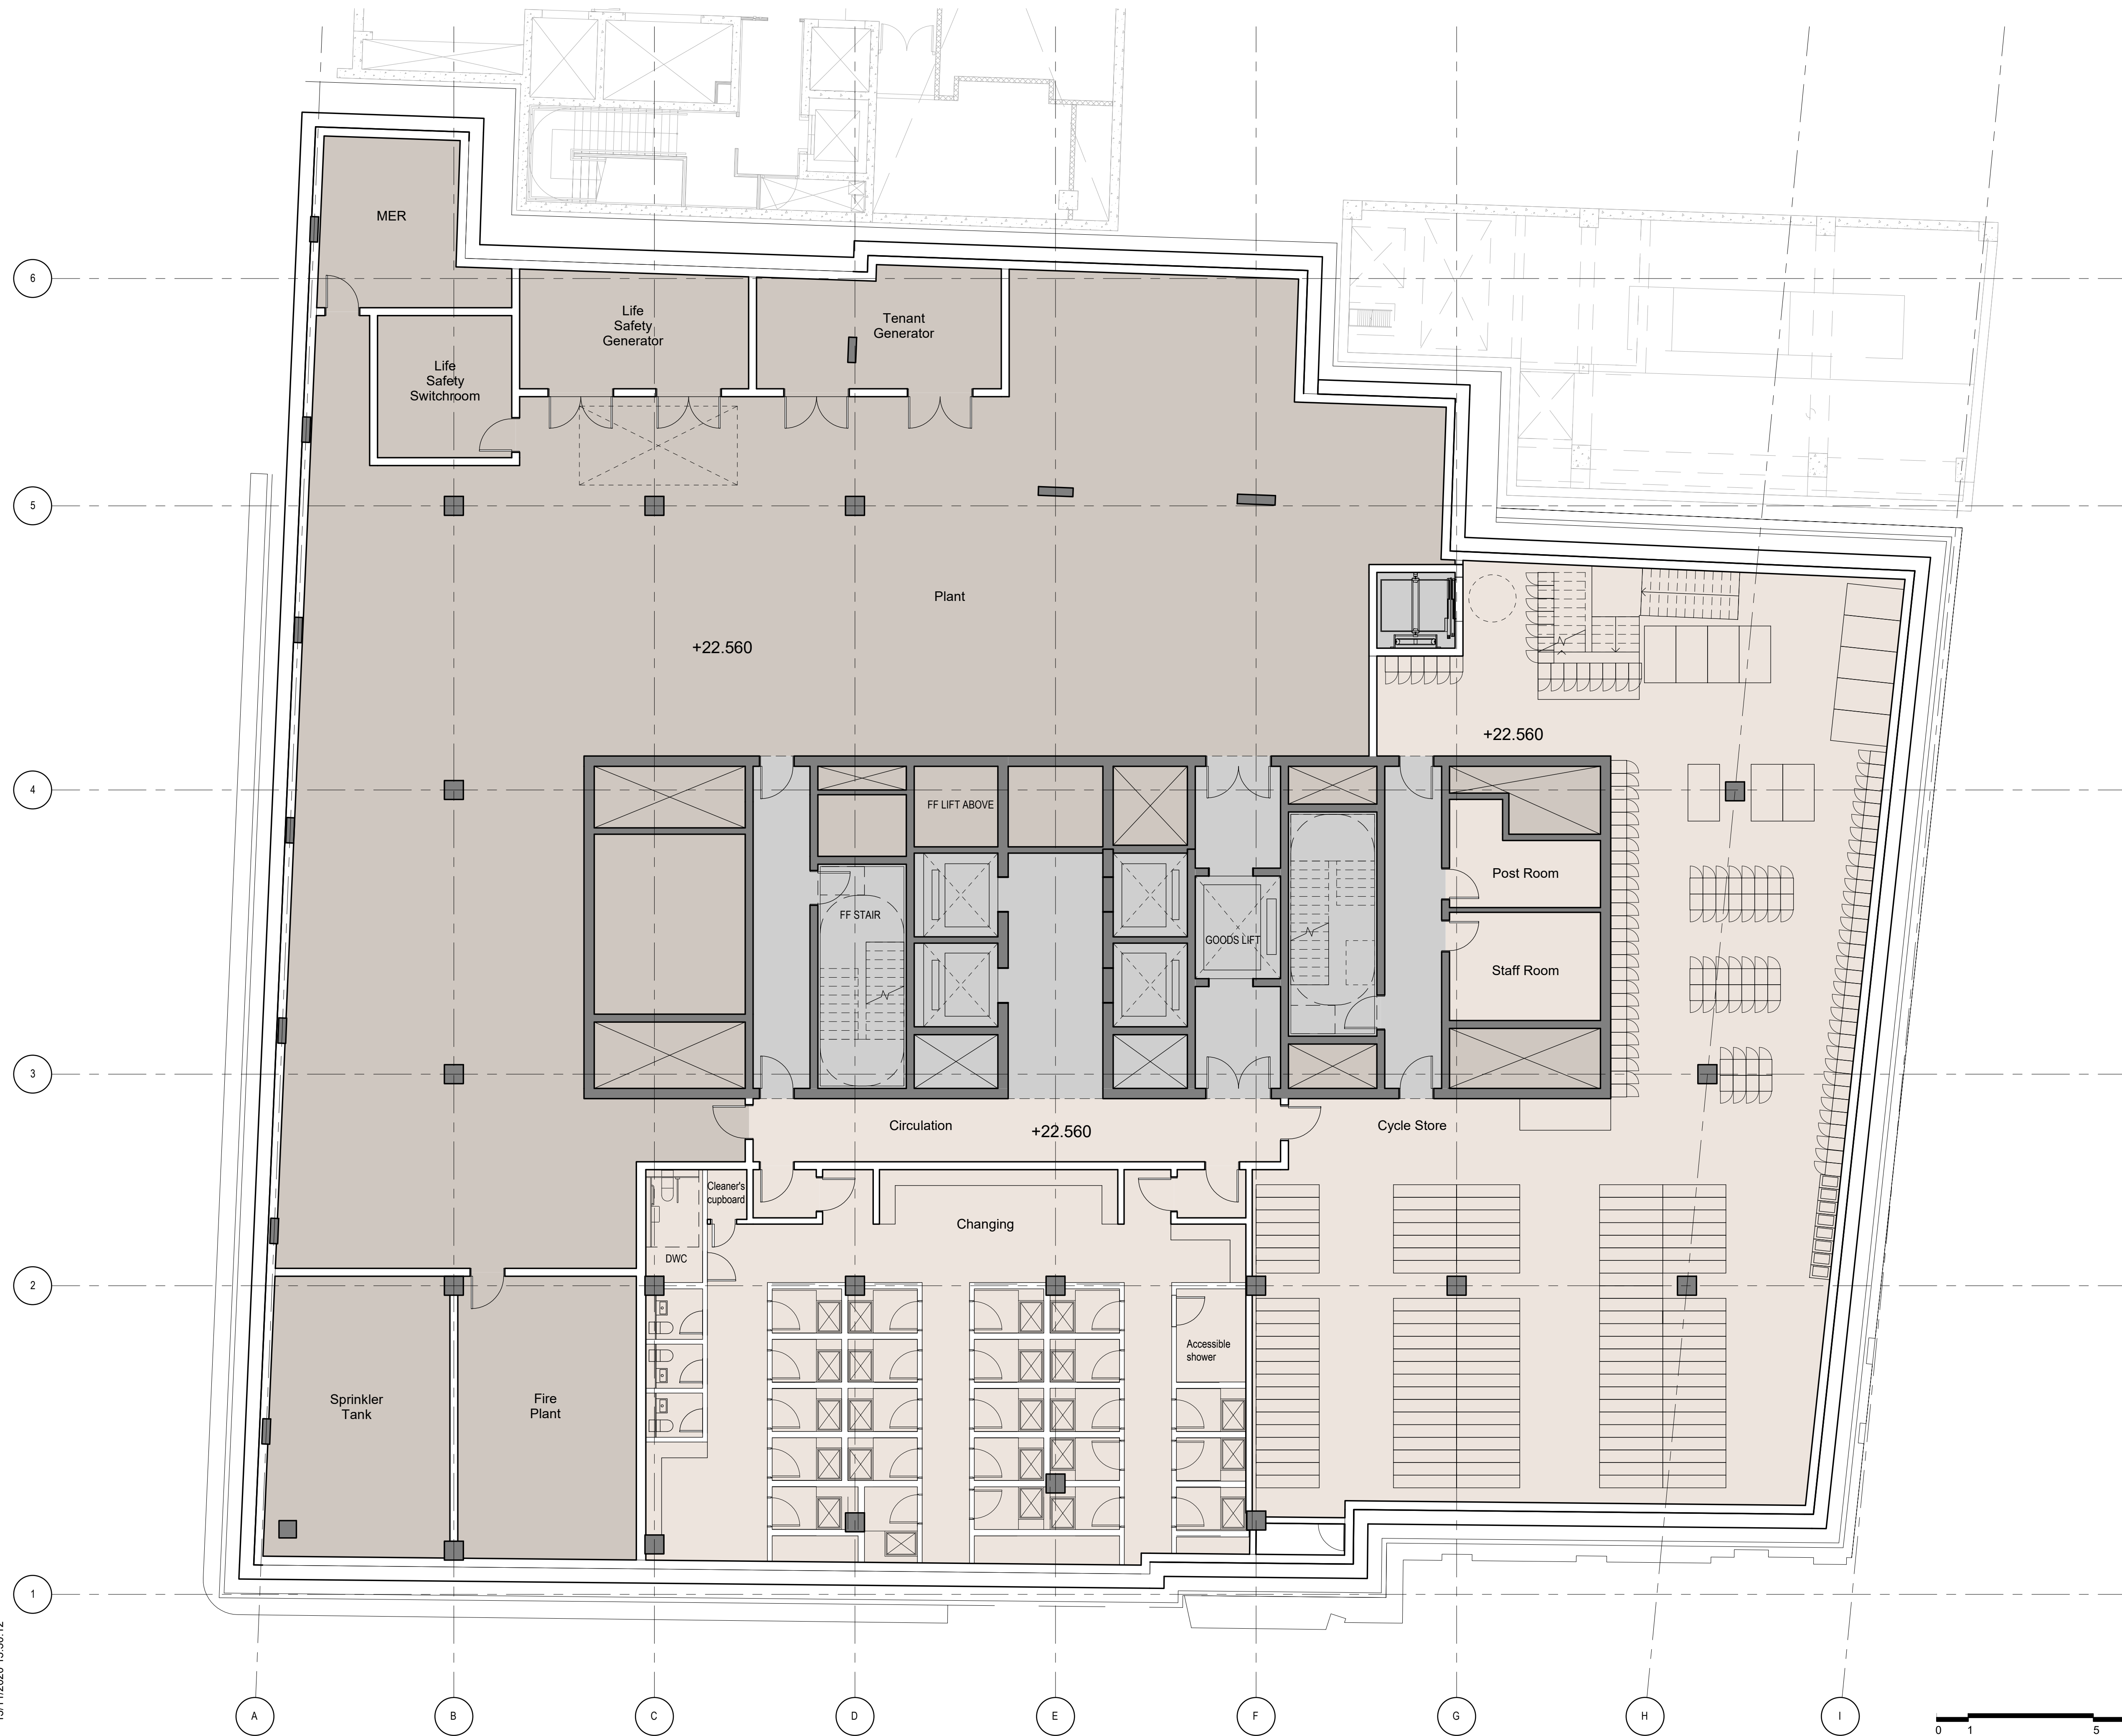 MER
6
Life
Safety
Generator
Tenant
Generator
Life
Safety
Switchroom
5
Plant
+22.560
+22.560
4
FF LIFT ABOVE
Post Room
FF STAIR
GOODS LIFT
Staff Room
3
Circulation
+22.560
Cycle Store
Cleaner's
cupboard
Changing
DWC
2
Accessible
shower
Sprinkler
Tank
Fire
Plant
1
A
B
C
D
E
F
G
H
I
0
1
5